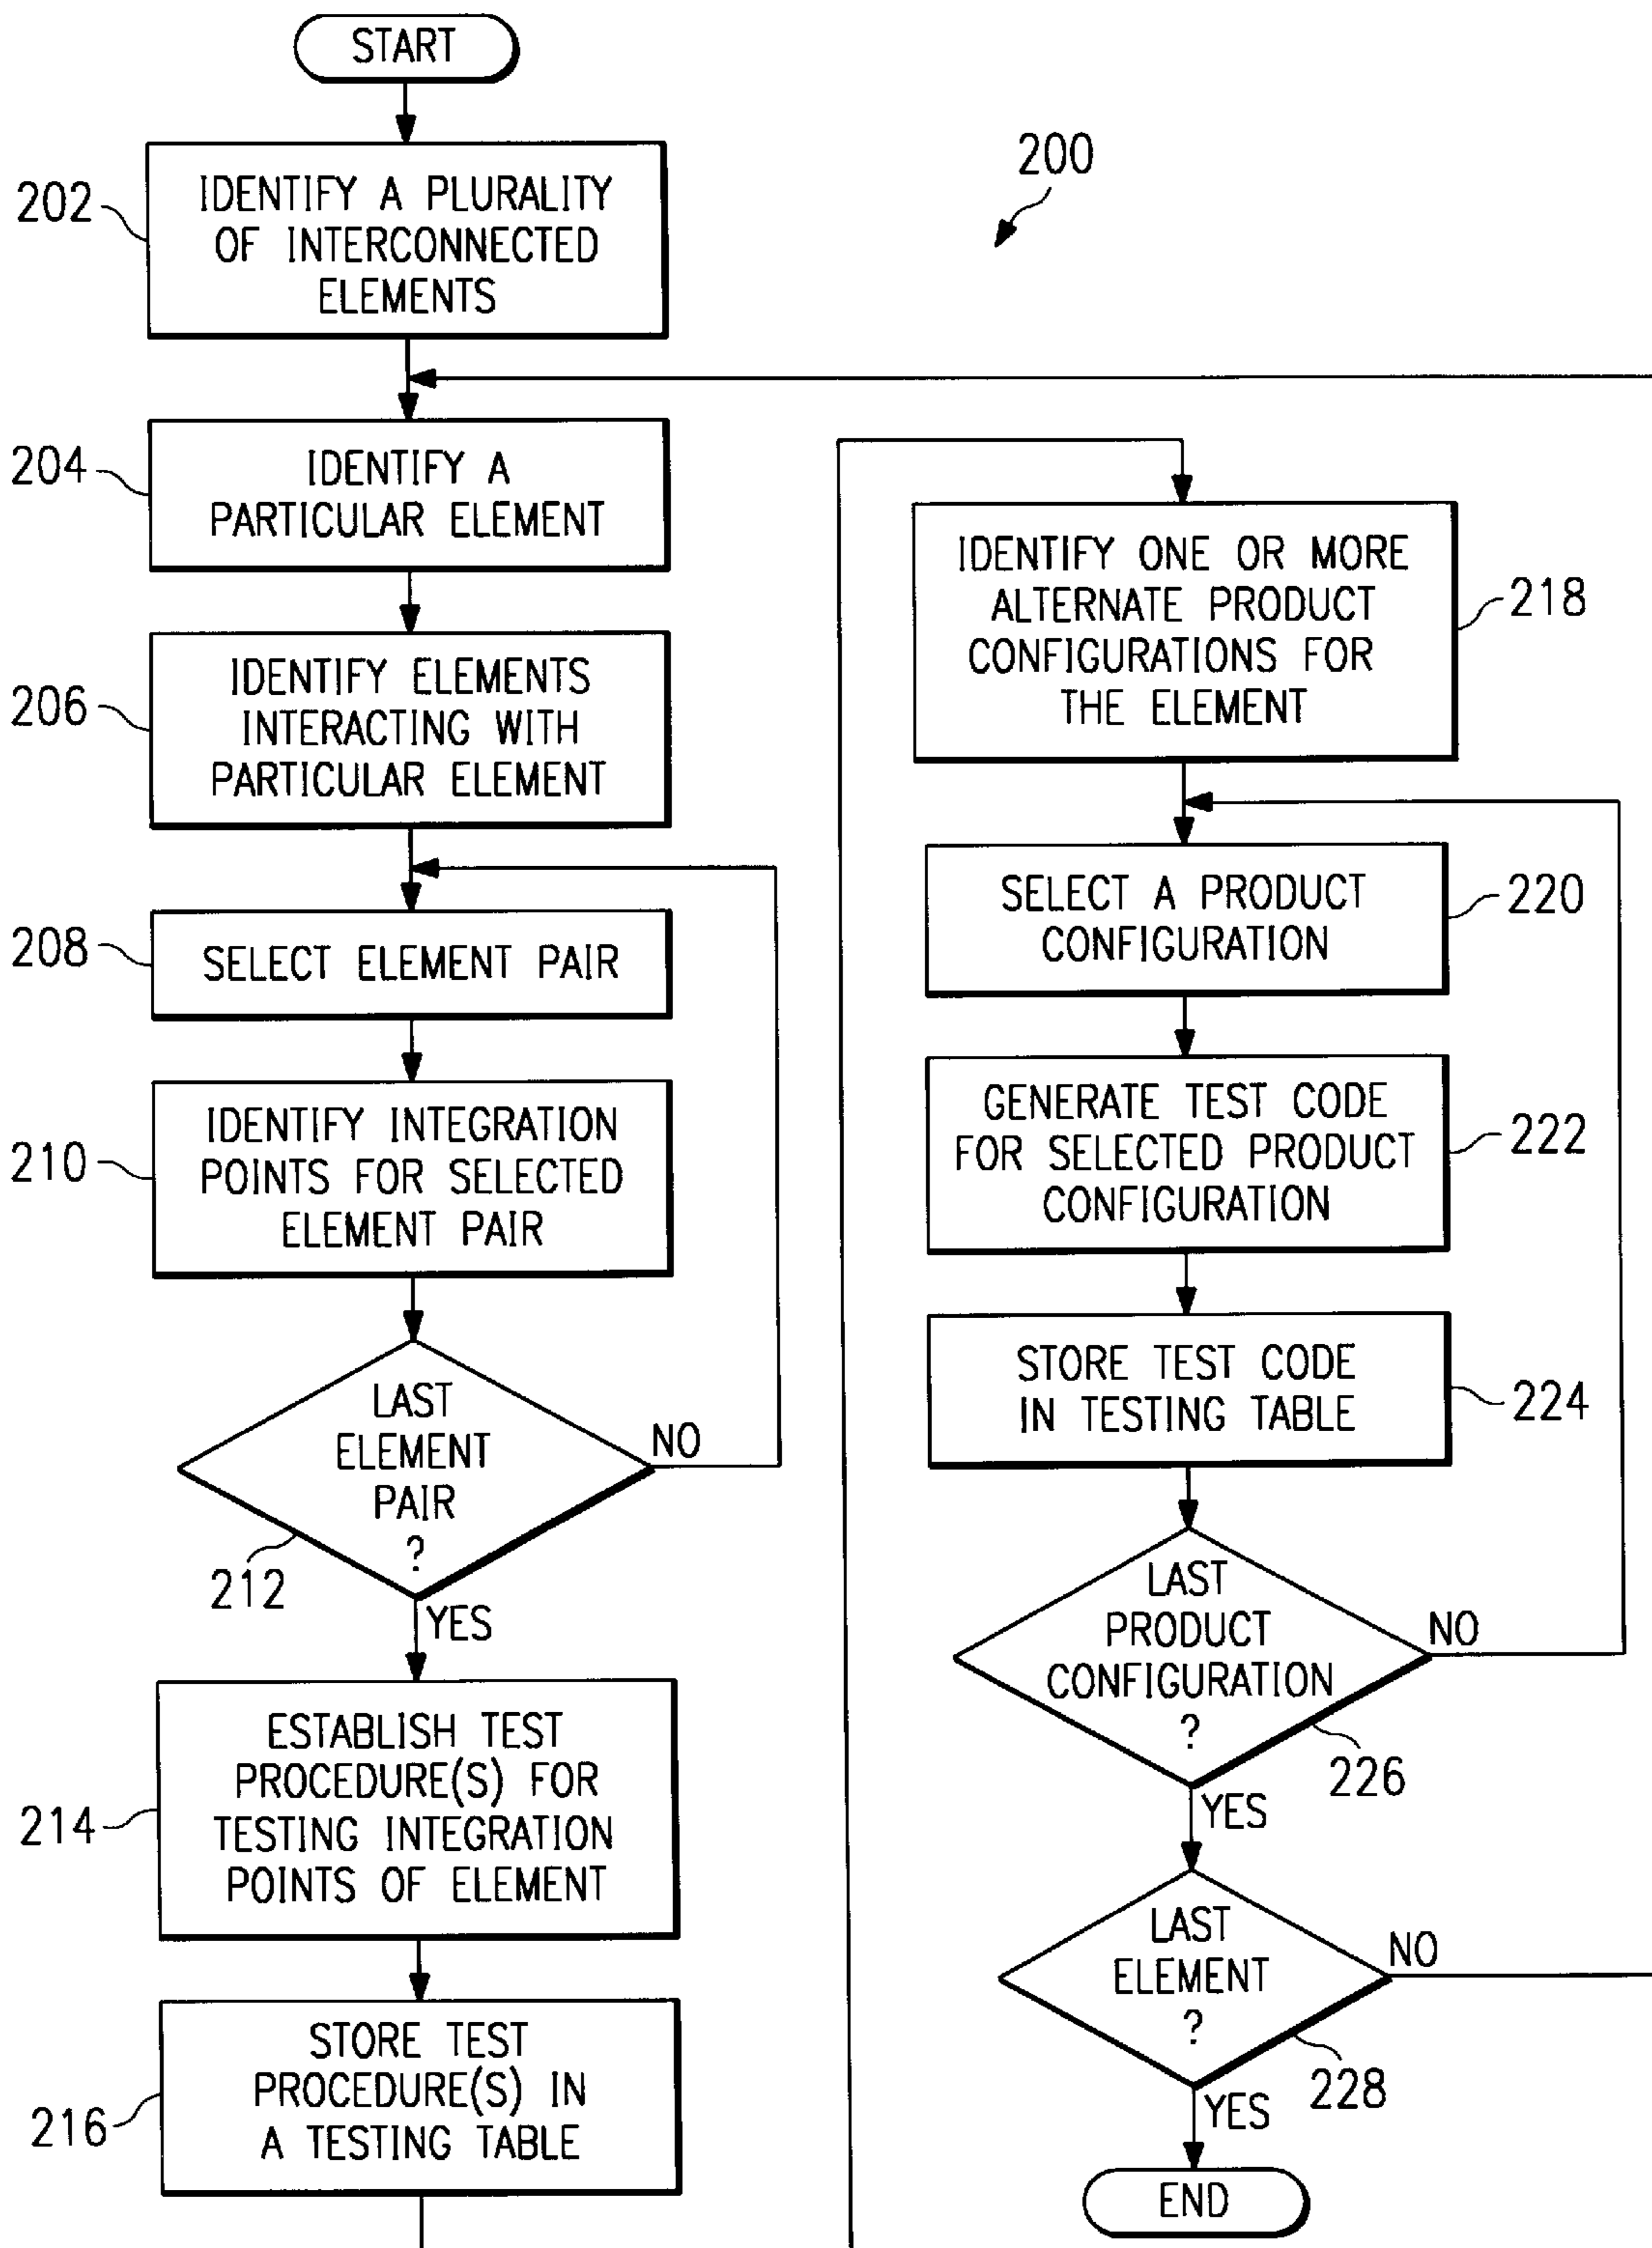 START
200
202
IDENTIFY A PLURALITY
OF INTERCONNECTED
ELEMENTS
204
IDENTIFY A
PARTICULAR ELEMENT
206
IDENTIFY ELEMENTS
INTERACTING WITH
PARTICULAR ELEMENT
208
SELECT ELEMENT PAIR
210
IDENTIFY INTEGRATION
POINTS FOR SELECTED
ELEMENT PAIR
LAST
ELEMENT
PAIR
?
NO
212
YES
214
ESTABLISH TEST
PROCEDURE(S) FOR
TESTING INTEGRATION
POINTS OF ELEMENT
216
STORE TEST
PROCEDURE(S) IN
A TESTING TABLE
IDENTIFY ONE OR MORE
ALTERNATE PRODUCT
CONFIGURATIONS FOR
THE ELEMENT
218
SELECT A PRODUCT
CONFIGURATION
220
GENERATE TEST CODE
FOR SELECTED PRODUCT
CONFIGURATION
222
STORE TEST CODE
IN TESTING TABLE
224
LAST
PRODUCT
CONFIGURATION
?
NO
226
YES
LAST
ELEMENT
?
NO
228
YES
END